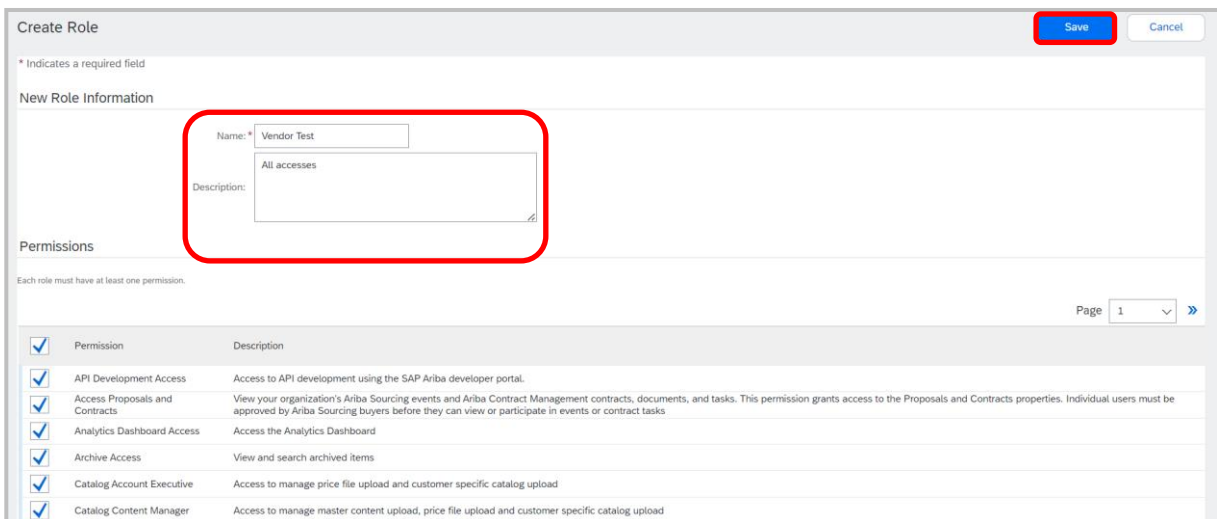 Create Role
Save
Cancel
* Indicates a required field
New Role Information
Name: * Vendor Test
All accesses
Description:
Permissions
Each role must have at least one permission.
Page 1 »
Permission Description
API Development Access Access to API development using the SAP Ariba developer portal.
Access Proposals and
Contracts
View your organization's Ariba Sourcing events and Ariba Contract Management contracts, documents, and tasks. This permission grants access to the Proposals and Contracts properties. Individual users must be
approved by Ariba Sourcing buyers before they can view or participate in events or contract tasks
Analytics Dashboard Access Access the Analytics Dashboard
Archive Access View and search archived items
Catalog Account Executive Access to manage price file upload and customer specific catalog upload
Catalog Content Manager Access to manage master content upload, price file upload and customer specific catalog upload